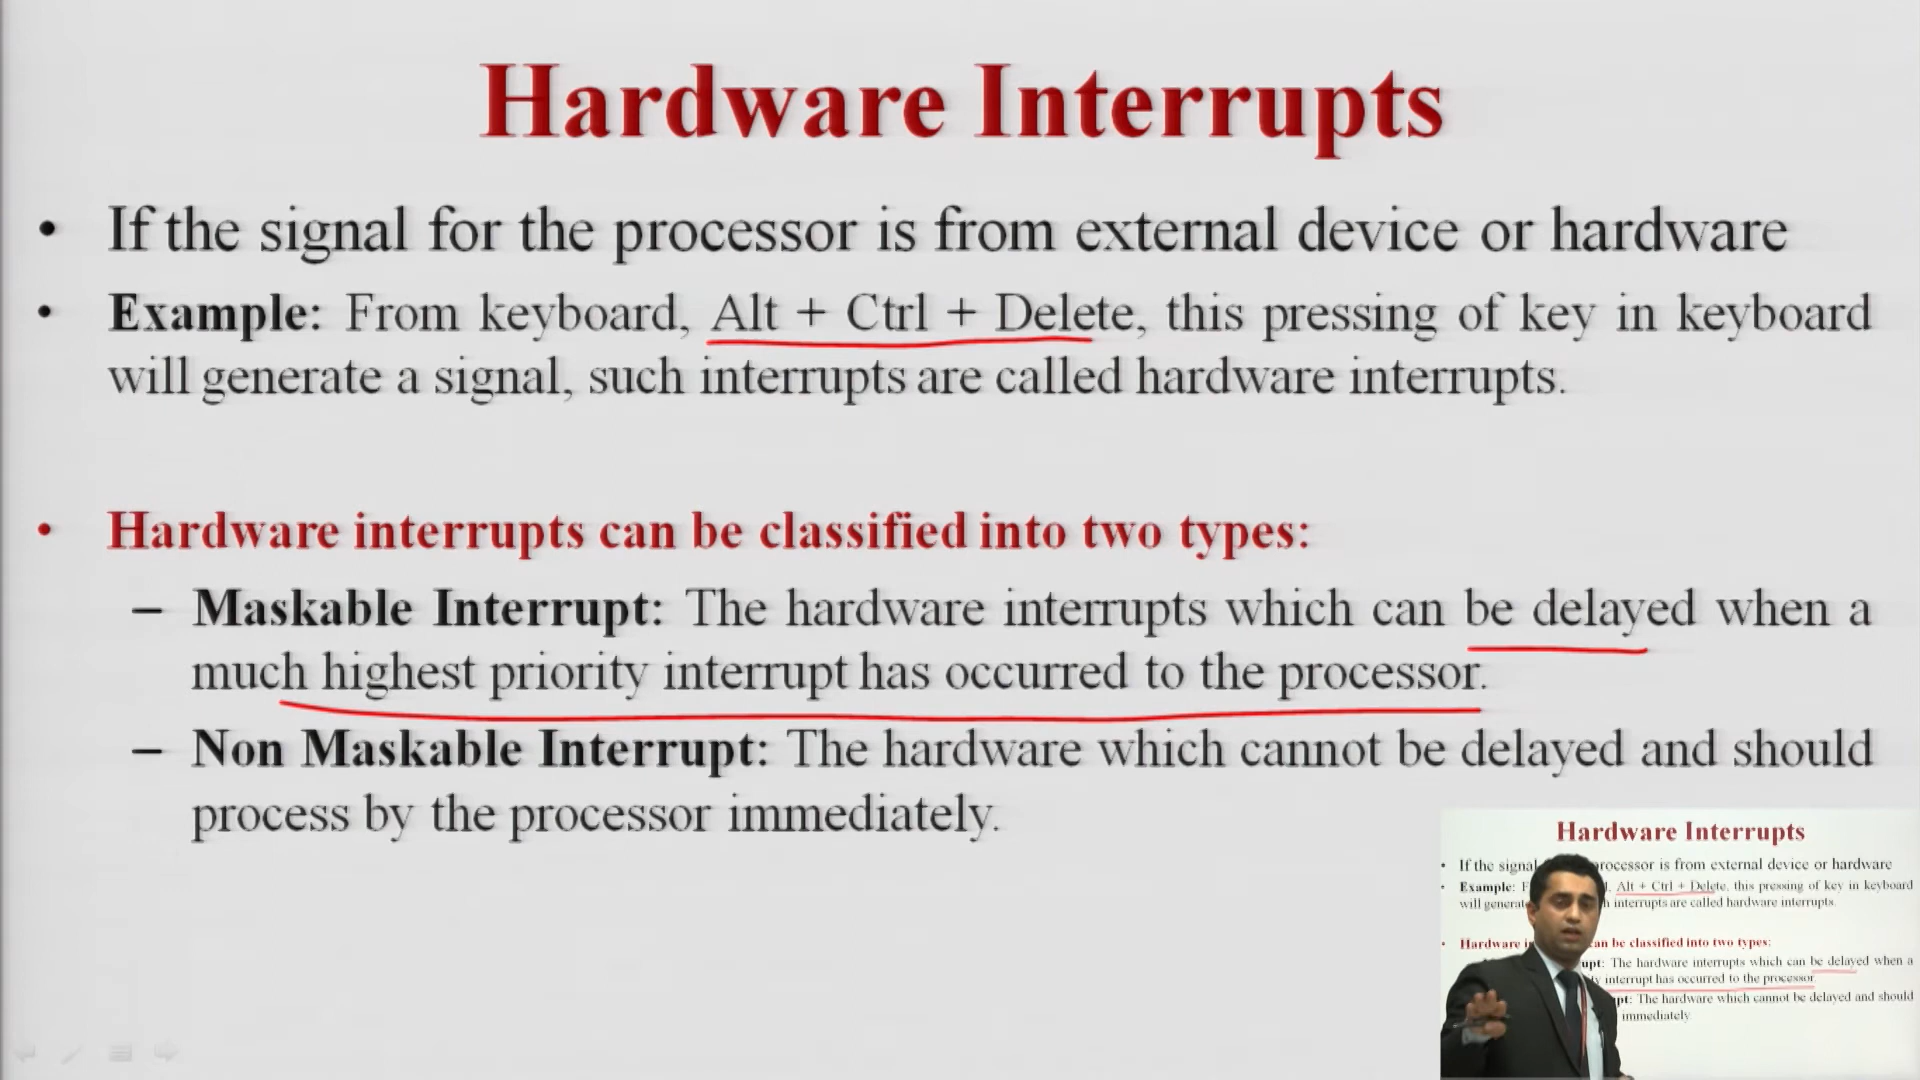 Hardware Interrupts
• If the signal for the processor is from external device or hardware
• Example: From keyboard, Alt + Ctrl + Delete, this pressing of key in keyboard
will generate a signal, such interrupts are called hardware interrupts.
• Hardware interrupts can be classified into two types:
– Maskable Interrupt: The hardware interrupts which can be delayed when a
much highest priority interrupt has occurred to the processor.
– Non Maskable Interrupt: The hardware which cannot be delayed and should
process by the processor immediately.
Hardware Interrupts
• If the signal processor is from external device or hardware
• Example: Alt + Ctrl + Delete, this pressing of key in keyboard
will interrupts are called hardware interrupts.
• Hardware can be classified into two types:
The hardware interrupts which can be delayed when a
interrupt has occurred to the processor
The hardware which cannot be delayed and should
immediately